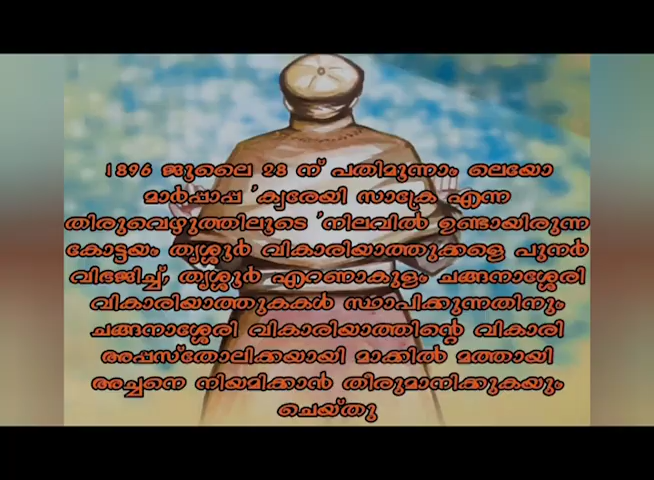 1896 ജൂലൈ 28 ന് പതിമൂന്നാം ലെയോ
മാർപ്പാപ്പ 'ക്വരേയി സാക്രേ എന്ന
തിരുവെഴുത്തിലൂടെ 'നിലവിൽ ഉണ്ടായിരുന്ന
കോട്ടയം തൃശ്ശൂർ വികാരിയാത്തുക്കളെ പുനർ
വിഭജിച്ച്, തൃശ്ശൂർ എറണാകുളം ചങ്ങനാശ്ശേരി
വികാരിയാത്തുകകൾ സ്ഥാപിക്കുന്നതിനും
ചങ്ങനാശ്ശേരി വികാരിയാത്തിന്റെ വികാരി
അപ്പസ്തോലിക്കയായി മാക്കിൽ മത്തായി
അച്ചനെ നിയമിക്കാൻ തീരുമാനിക്കുകയും
ചെയ്തു